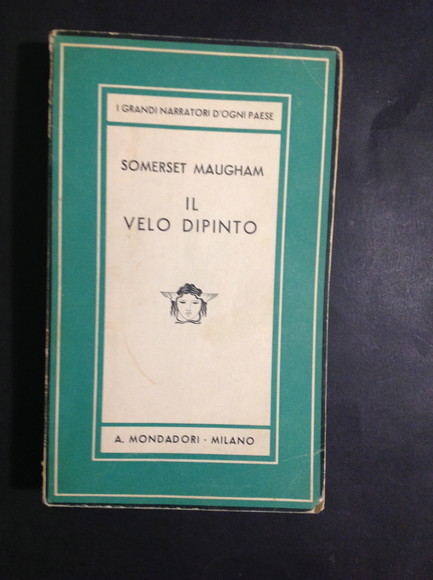 I GRANDI NARRATORI D'OGNI PAESE
SOMERSET MAUGHAM
IL
VELO DIPINTO
A. MONDADORI · MILANO